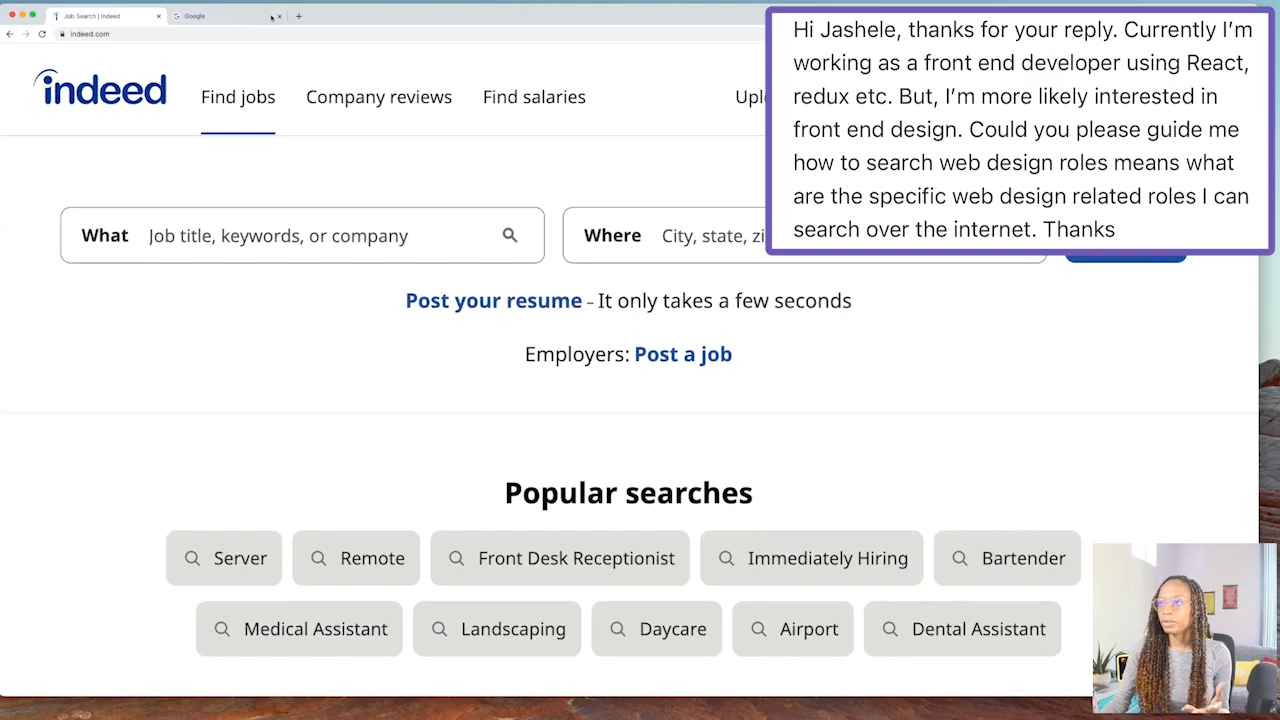 Job Search | Indeed
Google
indeed.com
Hi Jashele, thanks for your reply. Currently I’m
working as a front end developer using React,
redux etc. But, I’m more likely interested in
front end design. Could you please guide me
how to search web design roles means what
are the specific web design related roles I can
search over the internet. Thanks
indeed
Find jobs
Company reviews
Find salaries
What
Job title, keywords, or company
Where
City, state,
Post your resume - It only takes a few seconds
Employers: Post a job
Popular searches
Server
Remote
Front Desk Receptionist
Immediately Hiring
Bartender
Medical Assistant
Landscaping
Daycare
Airport
Dental Assistant